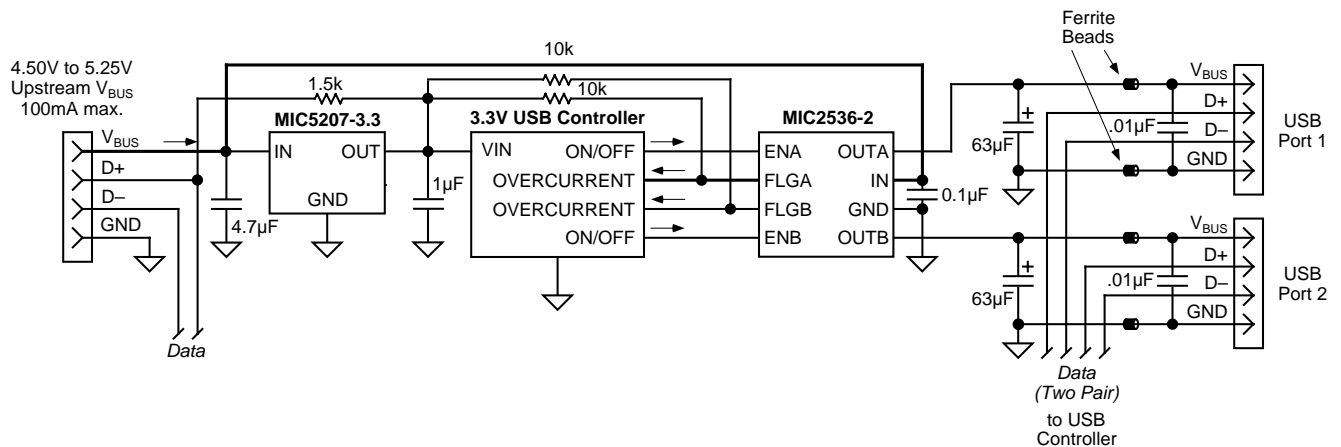 4.50V to 5.25V
Upstream VBUS
100mA max.
VBUS
D+
D–
GND
Data
1.5k
4.7µF
MIC5207-3.3
IN
OUT
GND
1µF
10k
10k
3.3V USB Controller
VIN
ON/OFF
OVERCURRENT
OVERCURRENT
ON/OFF
MIC2536-2
ENA
OUTA
FLGA
IN
FLGB
GND
ENB
OUTB
0.1µF
Ferrite
Beads
+
63µF
.01µF
VBUS
D+
D–
GND
USB
Port 1
+
63µF
.01µF
VBUS
D+
D–
GND
USB
Port 2
Data
(Two Pair)
to USB
Controller